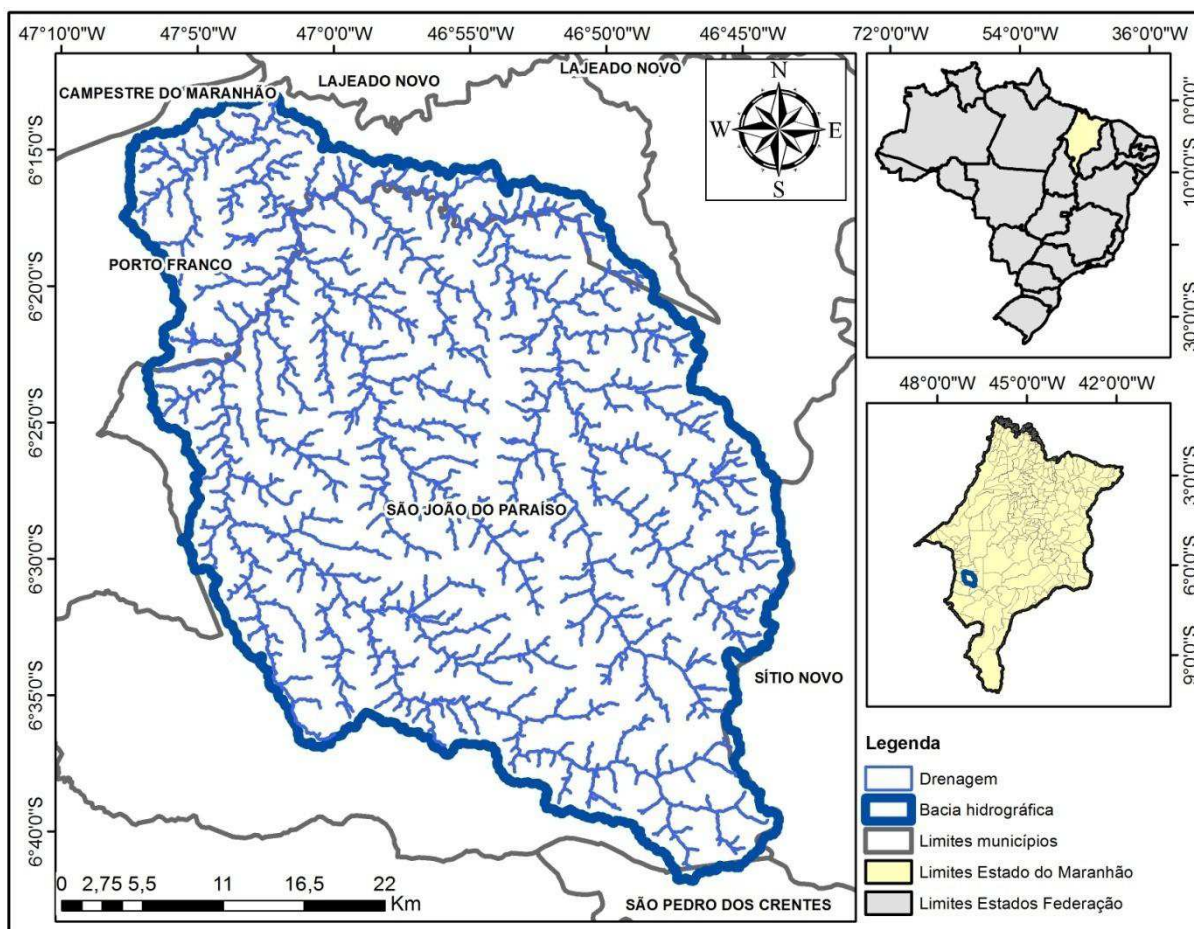 47°10'0"W 47°5'0"W 47°0'0"W 46°55'0"W 46°50'0"W 46°45'0"W
LAJEADO NOVO
LAJEADO NOVO
CAMPESTRE DO MARANHÃO
6°15'0"S
PORTO FRANCO
6°20'0"S
6°25'0"S
SÃO JOÃO DO PARAÍSO
6°30'0"S
SÍTIO NOVO
6°35'0"S
6°40'0"S
SÃO PEDRO DOS CRENTES
0 2,75 5,5 11 16,5 22
Km
N
W E
S
72°0'0"W 54°0'0"W 36°0'0"W
0°0'0"
10°0'0"S
30°0'0"S
48°0'0"W 45°0'0"W 42°0'0"W
3°0'0"S
6°0'0"S
9°0'0"S
Legenda
Drenagem
Bacia hidrográfica
Limites municípios
Limites Estado do Maranhão
Limites Estados Federação